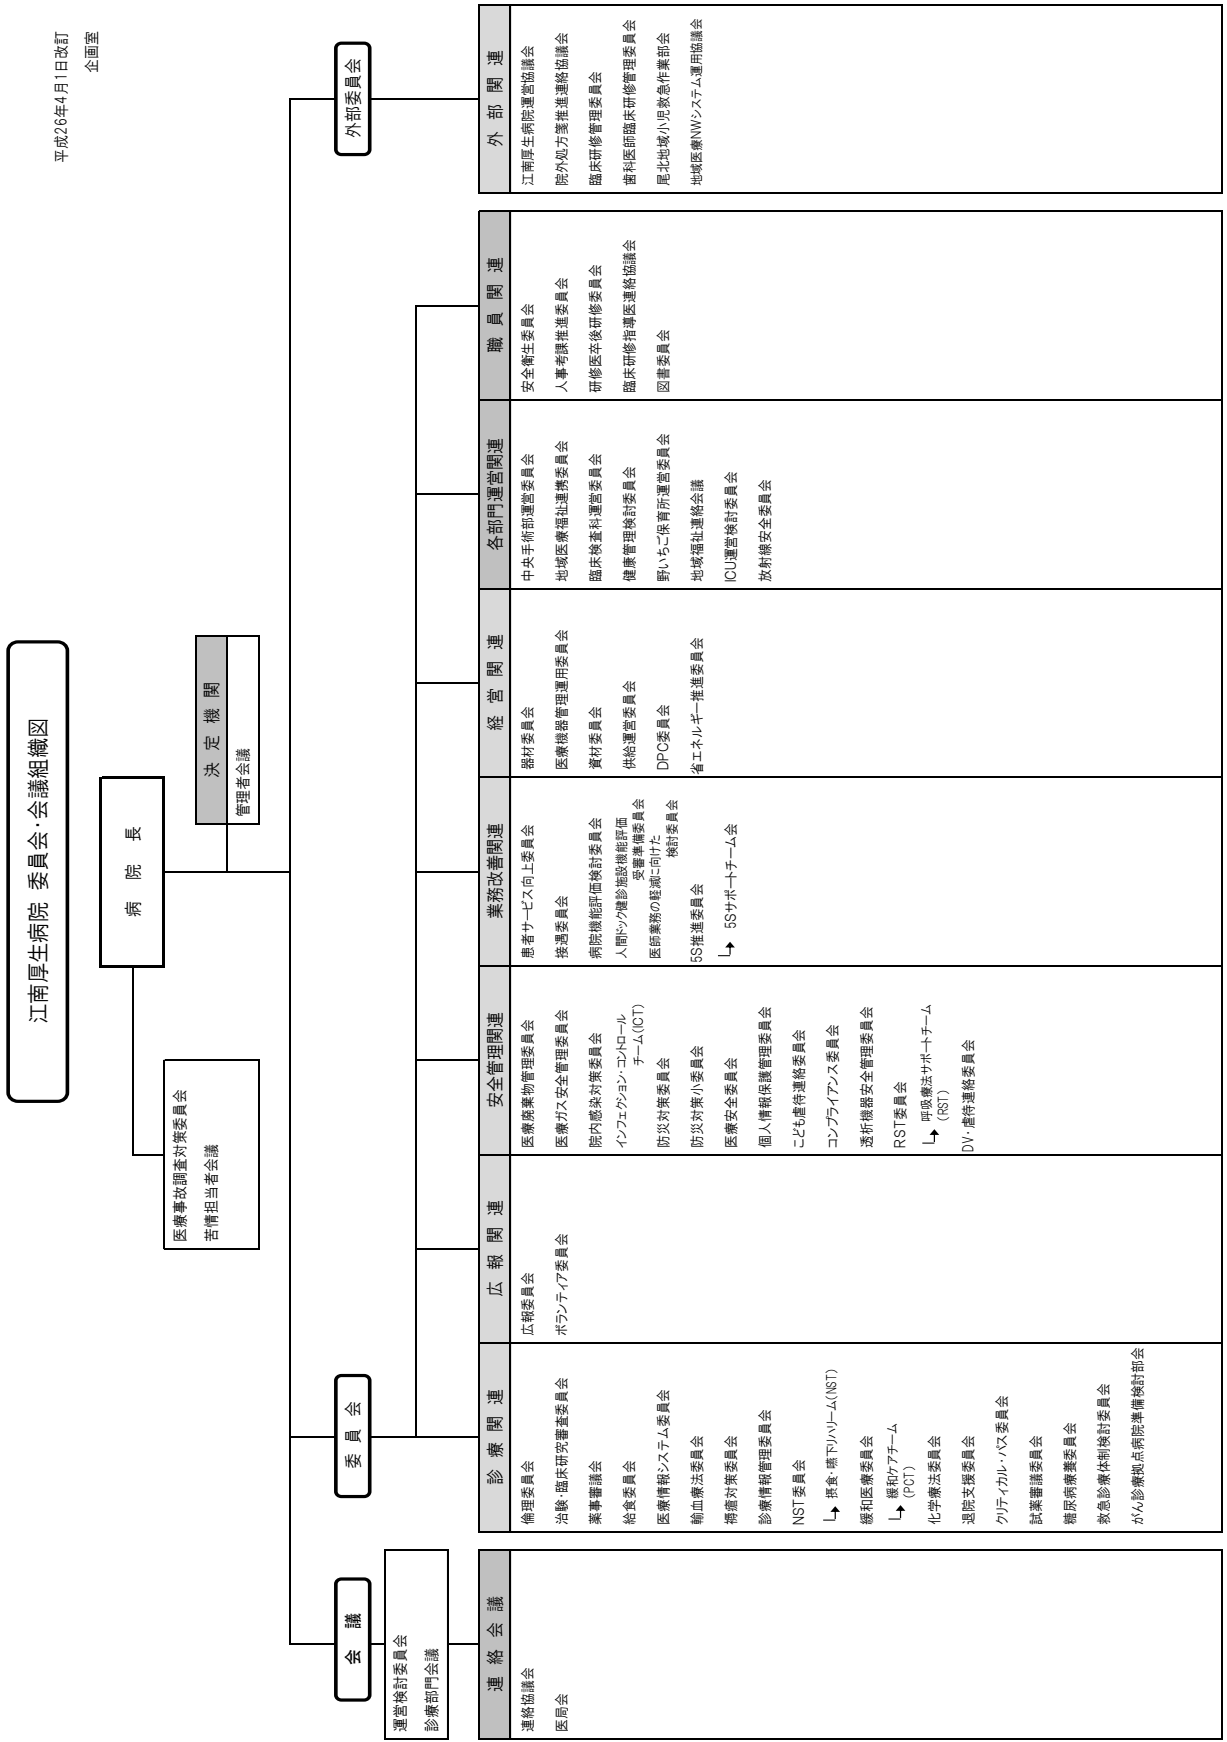 江南厚生病院 委員会・会議組織図
平成26年4月1日改訂
企画室
病 院 長
医療事故調査対策委員会
苦情担当者会議
決 定 機 関
管理者会議
会 議
運営検討委員会
診療部門会議
委 員 会
外部委員会
連 絡 会 議
連絡協議会
医局会
診 療 関 連
倫理委員会
治験・臨床研究審査委員会
薬事審議会
給食委員会
医療情報システム委員会
輸血療法委員会
褥瘡対策委員会
診療情報管理委員会
NST委員会
摂食・嚥下リハリーム(NST)
緩和医療委員会
緩和ケアチーム
(PCT)
化学療法委員会
退院支援委員会
クリティカル・パス委員会
試薬審議委員会
糖尿病療養委員会
救急診療体制検討委員会
がん診療拠点病院準備検討部会
広 報 関 連
広報委員会
ボランティア委員会
安全管理関連
医療廃棄物管理委員会
医療ガス安全管理委員会
院内感染対策委員会
インフェクション・コントロール
チーム(ICT)
防災対策委員会
防災対策小委員会
医療安全委員会
個人情報保護管理委員会
こども虐待連絡委員会
コンプライアンス委員会
透析機器安全管理委員会
RST委員会
呼吸療法サポートチーム
(RST)
DV・虐待連絡委員会
業務改善関連
患者サービス向上委員会
接遇委員会
病院機能評価検討委員会
人間ドック健診施設機能評価
受審準備委員会
医師業務の軽減に向けた
検討委員会
5S推進委員会
5Sサポートチーム会
経 営 関 連
器材委員会
医療機器管理運用委員会
資材委員会
供給運営委員会
DPC委員会
省エネルギー推進委員会
各部門運営関連
中央手術部運営委員会
地域医療福祉連携委員会
臨床検査科運営委員会
健康管理検討委員会
野いちご保育所運営委員会
地域福祉連絡会議
ICU運営検討委員会
放射線安全委員会
職 員 関 連
安全衛生委員会
人事考課推進委員会
研修医卒後研修委員会
臨床研修指導医連絡協議会
図書委員会
外 部 関 連
江南厚生病院運営協議会
院外処方箋推進連絡協議会
臨床研修管理委員会
歯科医師臨床研修管理委員会
尾北地域小児救急作業部会
地域医療NWシステム運用協議会